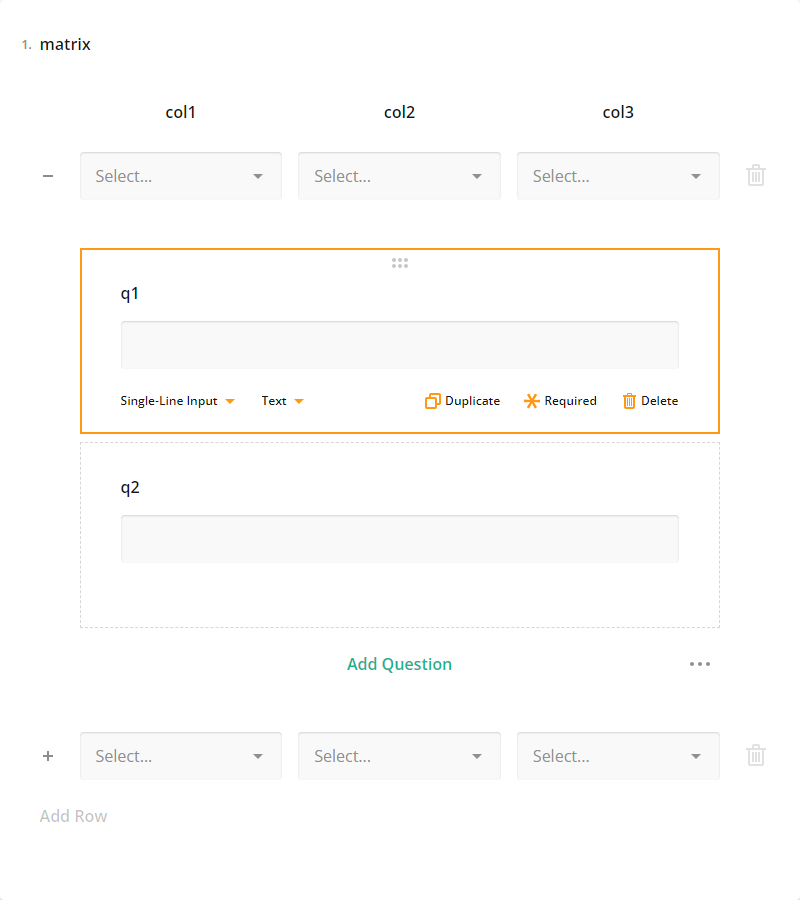 1. matrix
col1 col2 col3
Select... Select... Select...
q1
Single-Line Input Text Duplicate Required Delete
q2
Add Question
Select... Select... Select...
Add Row